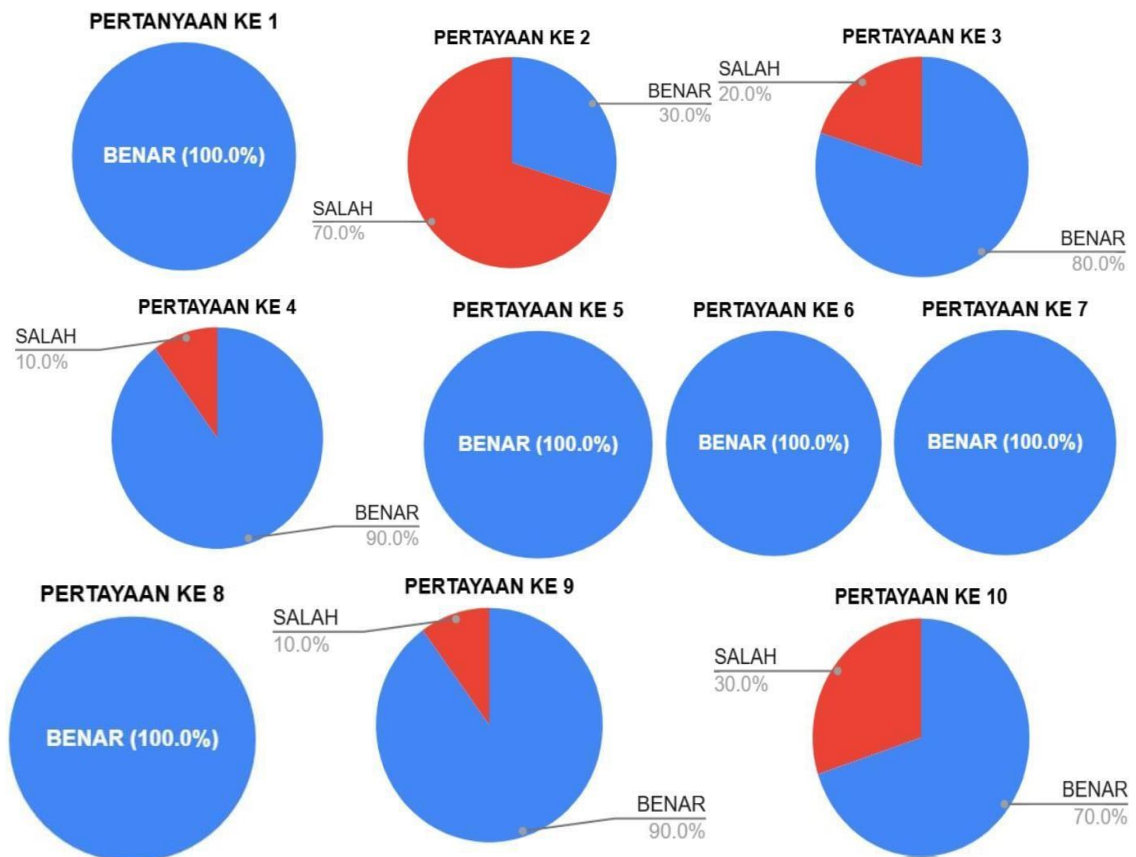 PERTANYAAN KE 1
BENAR (100.0%)
PERTAYAAN KE 2
BENAR
30.0%
SALAH
70.0%
PERTAYAAN KE 3
SALAH
20.0%
BENAR
80.0%
PERTAYAAN KE 4
SALAH
10.0%
BENAR
90.0%
PERTAYAAN KE 5
BENAR (100.0%)
PERTAYAAN KE 6
BENAR (100.0%)
PERTAYAAN KE 7
BENAR (100.0%)
PERTAYAAN KE 8
BENAR (100.0%)
PERTAYAAN KE 9
SALAH
10.0%
BENAR
90.0%
PERTAYAAN KE 10
SALAH
30.0%
BENAR
70.0%